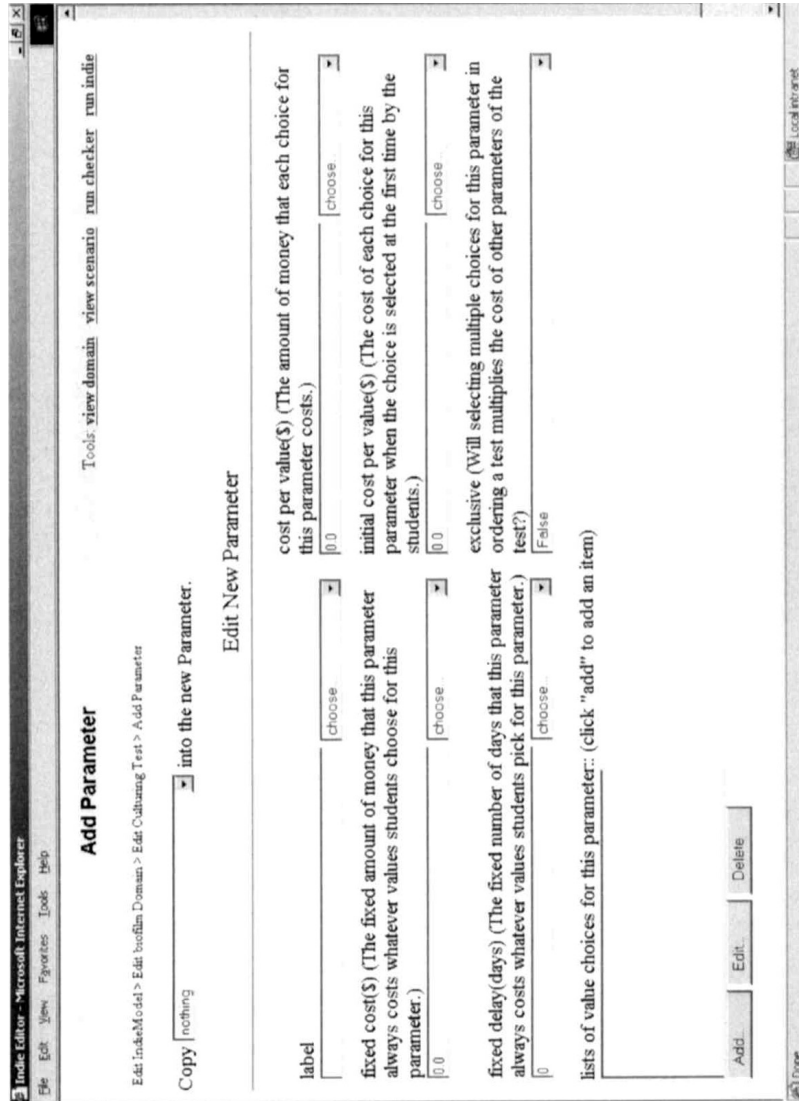 Indie Editor - Microsoft Internet Explorer
File Edit View Favorites Tools Help
Add Parameter
Tools: view domain view scenario run checker run indie
Edit IndieModel > Edit biofilm Domain > Edit Culturing Test > Add Parameter
Copy nothing into the new Parameter.
Edit New Parameter
label
choose...
fixed cost($) (The fixed amount of money that this parameter
always costs whatever values students choose for this
parameter.)
0.0 choose...
fixed delay(days) (The fixed number of days that this parameter
always costs whatever values students pick for this parameter.)
0 choose...
cost per value($) (The amount of money that each choice for
this parameter costs.)
0.0 choose...
initial cost per value($) (The cost of each choice for this
parameter when the choice is selected at the first time by the
students.)
0.0 choose...
exclusive (Will selecting multiple choices for this parameter in
ordering a test multiplies the cost of other parameters of the
test?)
False
lists of value choices for this parameter:: (click "add" to add an item)
Add... Edit... Delete
Done Local intranet